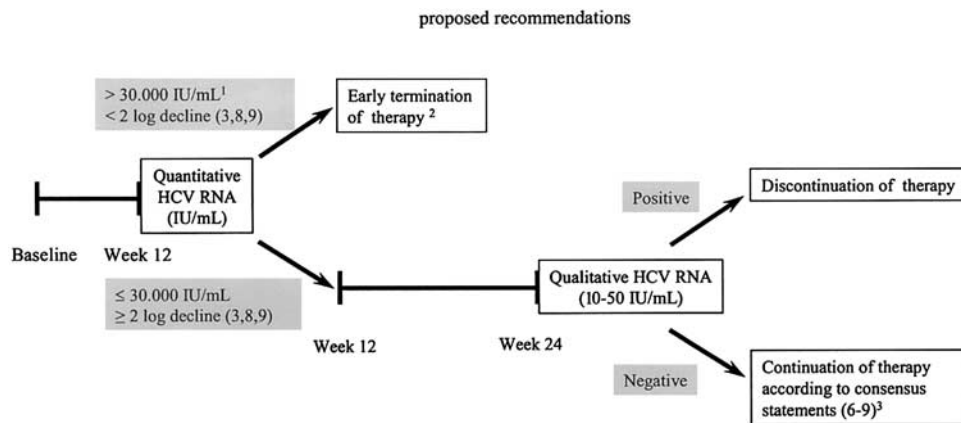 proposed recommendations
> 30.000 IU/mL¹
< 2 log decline (3,8,9)
Early termination
of therapy ²
Quantitative
HCV RNA
(IU/mL)
Baseline
Week 12
≤ 30.000 IU/mL
≥ 2 log decline (3,8,9)
Week 12
Week 24
Qualitative HCV RNA
(10-50 IU/mL)
Positive
Discontinuation of therapy
Negative
Continuation of therapy
according to consensus
statements (6-9)³